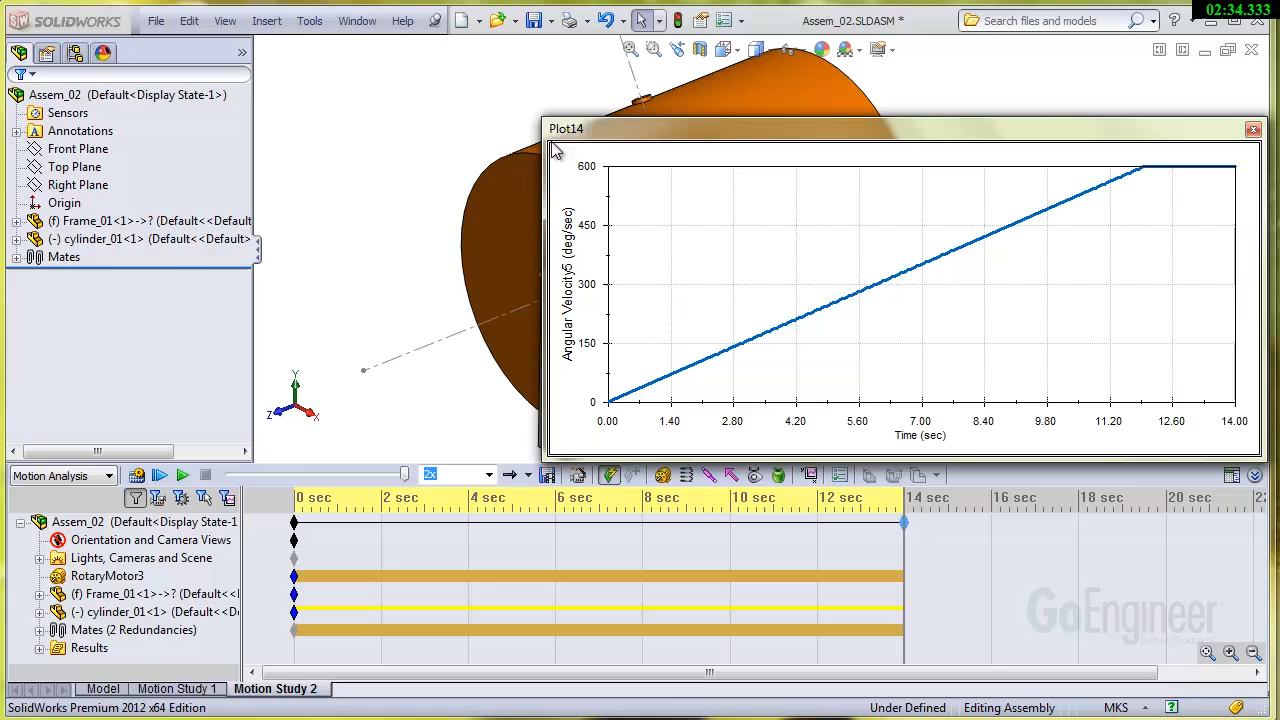 SOLIDWORKS File Edit View Insert Tools Window Help Assem_02.SLDASM * Search files and models
02:34.333
Assem_02 (Default<Display State-1>)
Sensors
Annotations
Front Plane
Top Plane
Right Plane
Origin
(f) Frame_01<1>->? (Default<<Default
(-) cylinder_01<1> (Default<<Default>
Mates
Plot14
600
450
300
150
0
Angular Velocity5 (deg/sec)
0.00 1.40 2.80 4.20 5.60 7.00 8.40 9.80 11.20 12.60 14.00
Time (sec)
Y
Z
X
Motion Analysis 2x
0 sec 2 sec 4 sec 6 sec 8 sec 10 sec 12 sec 14 sec 16 sec 18 sec 20 sec 22
Assem_02 (Default<Display State-1
Orientation and Camera Views
Lights, Cameras and Scene
RotaryMotor3
(f) Frame_01<1>->? (Default<<
(-) cylinder_01<1> (Default<<D
Mates (2 Redundancies)
Results
GoEngineer
Model Motion Study 1 Motion Study 2
SolidWorks Premium 2012 x64 Edition Under Defined Editing Assembly MKS